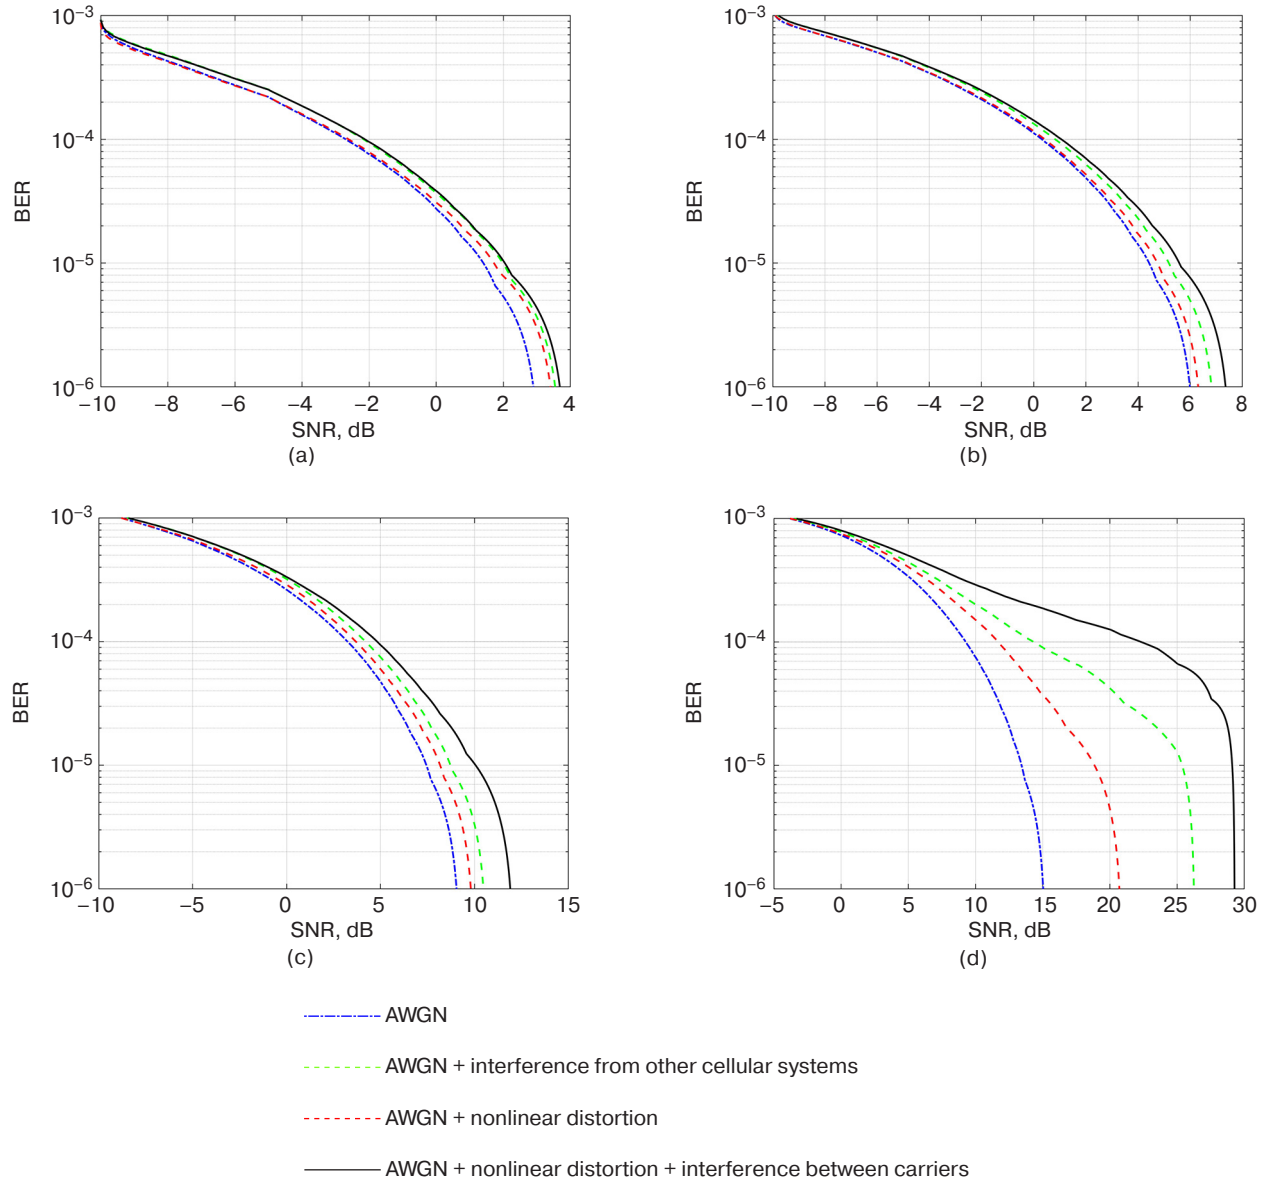 10−3
10−4
10−5
10−6
BER
−10 −8 −6 −4 −2 0 2 4
SNR, dB
(a)
10−3
10−4
10−5
10−6
BER
−10 −8 −6 −4 −2 0 2 4 6 8
SNR, dB
(b)
10−3
10−4
10−5
10−6
BER
−10 −5 0 5 10 15
SNR, dB
(c)
10−3
10−4
10−5
10−6
BER
−5 0 5 10 15 20 25 30
SNR, dB
(d)
AWGN
AWGN + interference from other cellular systems
AWGN + nonlinear distortion
AWGN + nonlinear distortion + interference between carriers